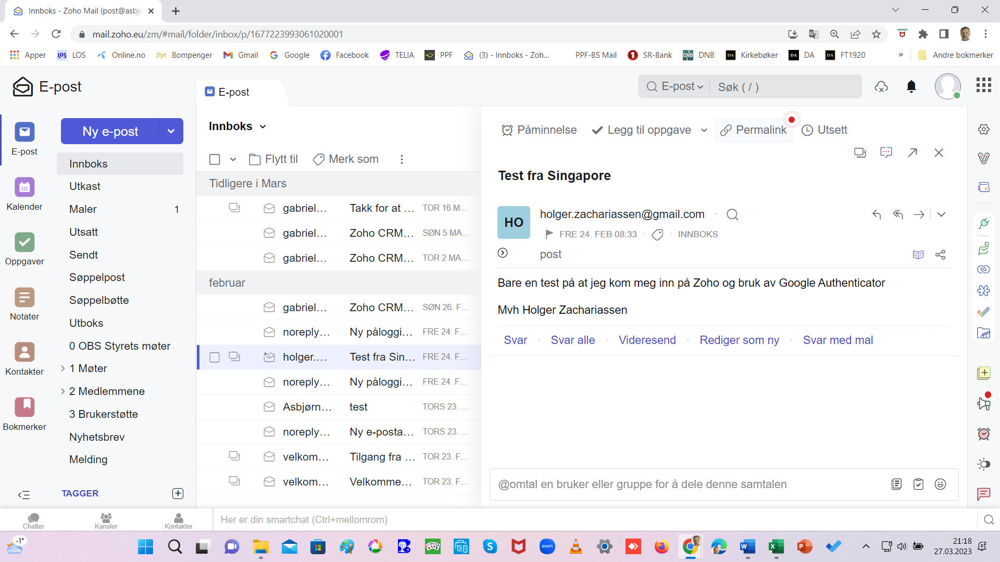 Innboks - Zoho Mail (post@asbj
mail.zoho.eu/zm/#mail/folder/inbox/p/1677223993061020001
Apper LOS LOS Online.no flyt Bompenger Gmail Google Facebook TELIA PPF (3) - Innboks - Zoh... PPF-BS Mail 1 SR-Bank DNB DNB DA Kirkebøker DA DA DA FT1920 » Andre bokmerker
E-post
E-post
E-post
Søk ( / )
E-post
Kalender
Oppgaver
Notater
Kontakter
Bokmerker
Ny e-post
Innboks
Utkast
Maler 1
Utsatt
Sendt
Søppelpost
Søppelbøtte
Utboks
0 OBS Styrets møter
1 Møter
2 Medlemmene
3 Brukerstøtte
Nyhetsbrev
Melding
TAGGER
Innboks
Flytt til Merk som
Tidligere i Mars
gabriel... Takk for at ... TOR 16 M...
gabriel... Zoho CRM... SØN 5 MA...
gabriel... Zoho CRM... TOR 2 MA...
februar
gabriel... Zoho CRM... SØN 26. F...
noreply... Ny påloggi... FRE 24. F...
holger.... Test fra Sin... FRE 24. F...
noreply... Ny påloggi... FRE 24. F...
Asbjørn... test TORS 23. ...
noreply... Ny e-posta... TORS 23. ...
velkom... Tilgang fra ... TOR 23. F...
velkom... Velkomme... TOR 23. F...
Påminnelse Legg til oppgave Permalink Utsett
Test fra Singapore
HO
holger.zachariassen@gmail.com
FRE 24. FEB 08:33 INNBOKS
post
Bare en test på at jeg kom meg inn på Zoho og bruk av Google Authenticator
Mvh Holger Zachariassen
Svar Svar alle Videresend Rediger som ny Svar med mal
@omtal en bruker eller gruppe for å dele denne samtalen
Chatter Kanaler Kontakter
Her er din smartchat (Ctrl+mellomrom)
-1°
zoom
W
X
P
21:18
27.03.2023